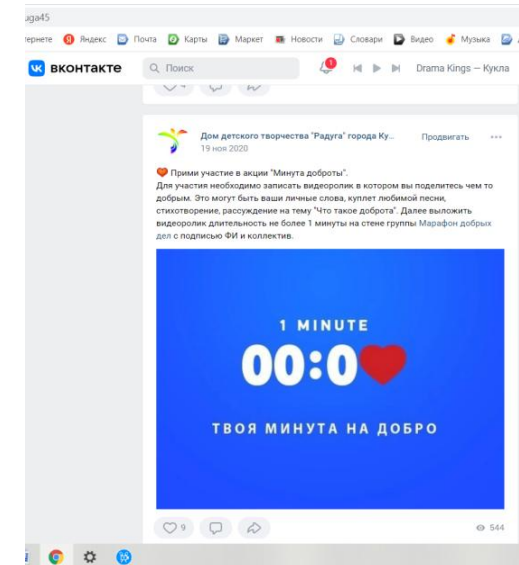 uga45
тернете Яндекс Почта Карты Маркет Новости Словари Видео Музыка
вконтакте Поиск 1 Drama Kings — Кукла
4
Дом детского творчества "Радуга" города Ку... Продвигать
19 ноя 2020
Прими участие в акции "Минута доброты".
Для участия необходимо записать видеоролик в котором вы поделитесь чем то
добрым. Это могут быть ваши личные слова, куплет любимой песни,
стихотворение, рассуждение на тему "Что такое доброта". Далее выложить
видеоролик длительность не более 1 минуты на стене группы Марафон добрых
дел с подписью ФИ и коллектив.
1 MINUTE
00:0
ТВОЯ МИНУТА НА ДОБРО
9 544